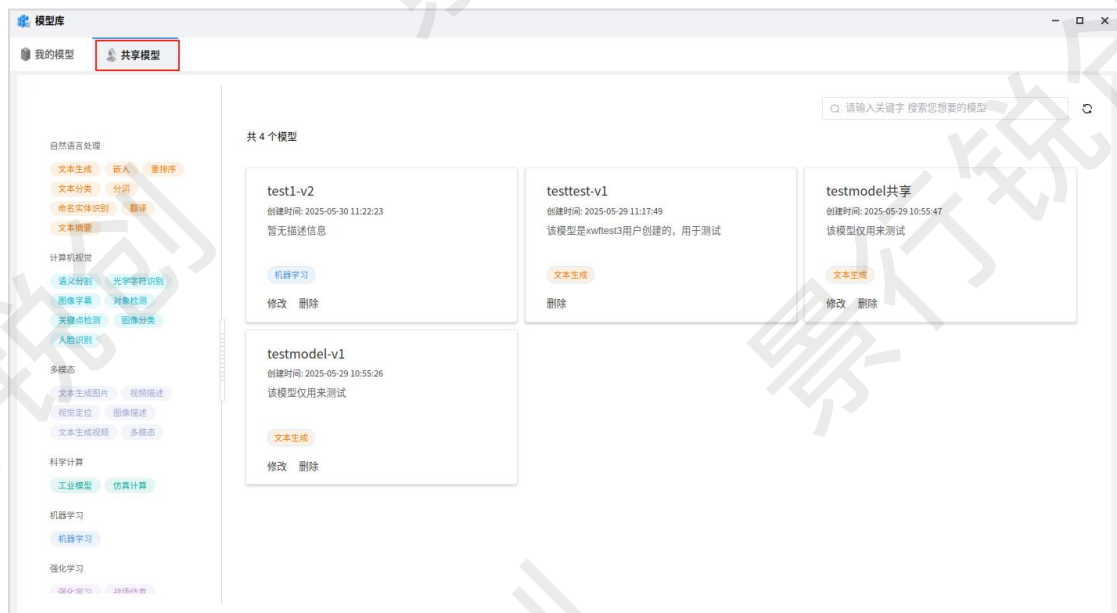 模型库
我的模型 共享模型
请输入关键字 搜索您想要的模型
共 4 个模型
自然语言处理
文本生成 嵌入 重排序
文本分类 分词
命名实体识别 翻译
文本摘要
计算机视觉
语义分割 光学字符识别
图像字幕 对象检测
关键点检测 图像分类
人脸识别
多模态
文本生成图片 视频描述
视觉定位 图像描述
文本生成视频 多模态
科学计算
工业模型 仿真计算
机器学习
机器学习
强化学习
强化学习 战场仿真
test1-v2
创建时间: 2025-05-30 11:22:23
暂无描述信息
机器学习
修改 删除
testtest-v1
创建时间: 2025-05-29 11:17:49
该模型是xwftest3用户创建的，用于测试
文本生成
删除
testmodel共享
创建时间: 2025-05-29 10:55:47
该模型仅用来测试
文本生成
修改 删除
testmodel-v1
创建时间: 2025-05-29 10:55:26
该模型仅用来测试
文本生成
修改 删除
景行锐创
锐创